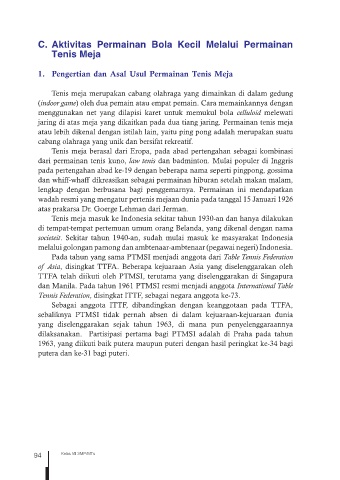 C. Aktivitas Permainan Bola Kecil Melalui Permainan
Tenis Meja
1. Pengertian dan Asal Usul Permainan Tenis Meja
Tenis meja merupakan cabang olahraga yang dimainkan di dalam gedung
(indoor game) oleh dua pemain atau empat pemain. Cara memainkannya dengan
menggunakan net yang dilapisi karet untuk memukul bola celluloid melewati
jaring di atas meja yang dikaitkan pada dua tiang jaring. Permainan tenis meja
atau lebih dikenal dengan istilah lain, yaitu ping pong adalah merupakan suatu
cabang olahraga yang unik dan bersifat rekreatif.
Tenis meja berasal dari Eropa, pada abad pertengahan sebagai kombinasi
dari permainan tenis kuno, law tenis dan badminton. Mulai populer di Inggris
pada pertengahan abad ke-19 dengan beberapa nama seperti pingpong, gossima
dan whiff-whaff dikreasikan sebagai permainan hiburan setelah makan malam,
lengkap dengan berbusana bagi penggemarnya. Permainan ini mendapatkan
wadah resmi yang mengatur pertenis mejaan dunia pada tanggal 15 Januari 1926
atas prakarsa Dr. Goerge Lehman dari Jerman.
Tenis meja masuk ke Indonesia sekitar tahun 1930-an dan hanya dilakukan
di tempat-tempat pertemuan umum orang Belanda, yang dikenal dengan nama
societeit. Sekitar tahun 1940-an, sudah mulai masuk ke masyarakat Indonesia
melalui golongan pamong dan ambtenaar-ambtenaar (pegawai negeri) Indonesia.
Pada tahun yang sama PTMSI menjadi anggota dari Table Tennis Federation
of Asia, disingkat TTFA. Beberapa kejuaraan Asia yang diselenggarakan oleh
TTFA telah diikuti oleh PTMSI, terutama yang diselenggarakan di Singapura
dan Manila. Pada tahun 1961 PTMSI resmi menjadi anggota International Table
Tennis Federation, disingkat ITTF, sebagai negara anggota ke-73.
Sebagai anggota ITTF, dibandingkan dengan keanggotaan pada TTFA,
sebaliknya PTMSI tidak pernah absen di dalam kejuaraan-kejuaraan dunia
yang diselenggarakan sejak tahun 1963, di mana pun penyelenggaraannya
dilaksanakan. Partisipasi pertama bagi PTMSI adalah di Praha pada tahun
1963, yang diikuti baik putera maupun puteri dengan hasil peringkat ke-34 bagi
putera dan ke-31 bagi puteri.
94